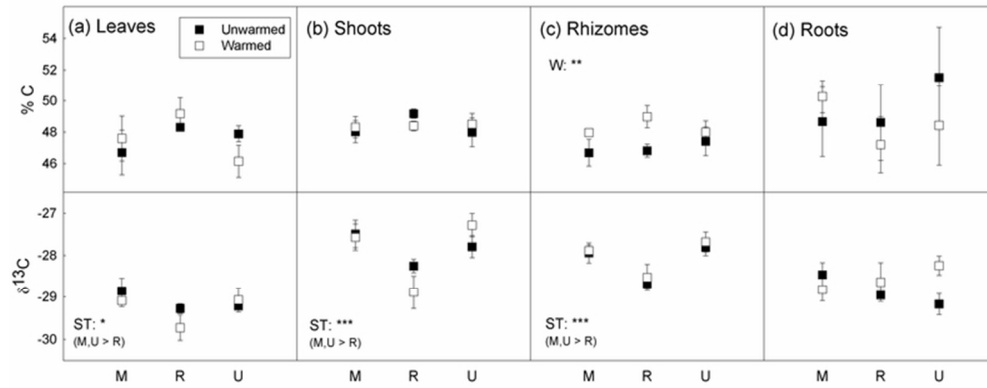 (a) Leaves
Unwarmed
Warmed
(b) Shoots
(c) Rhizomes
W: **
(d) Roots
% C
54
52
50
48
46
δ13C
-27
-28
-29
-30
ST: *
(M,U > R)
ST: ***
(M,U > R)
ST: ***
(M,U > R)
M R U M R U M R U M R U